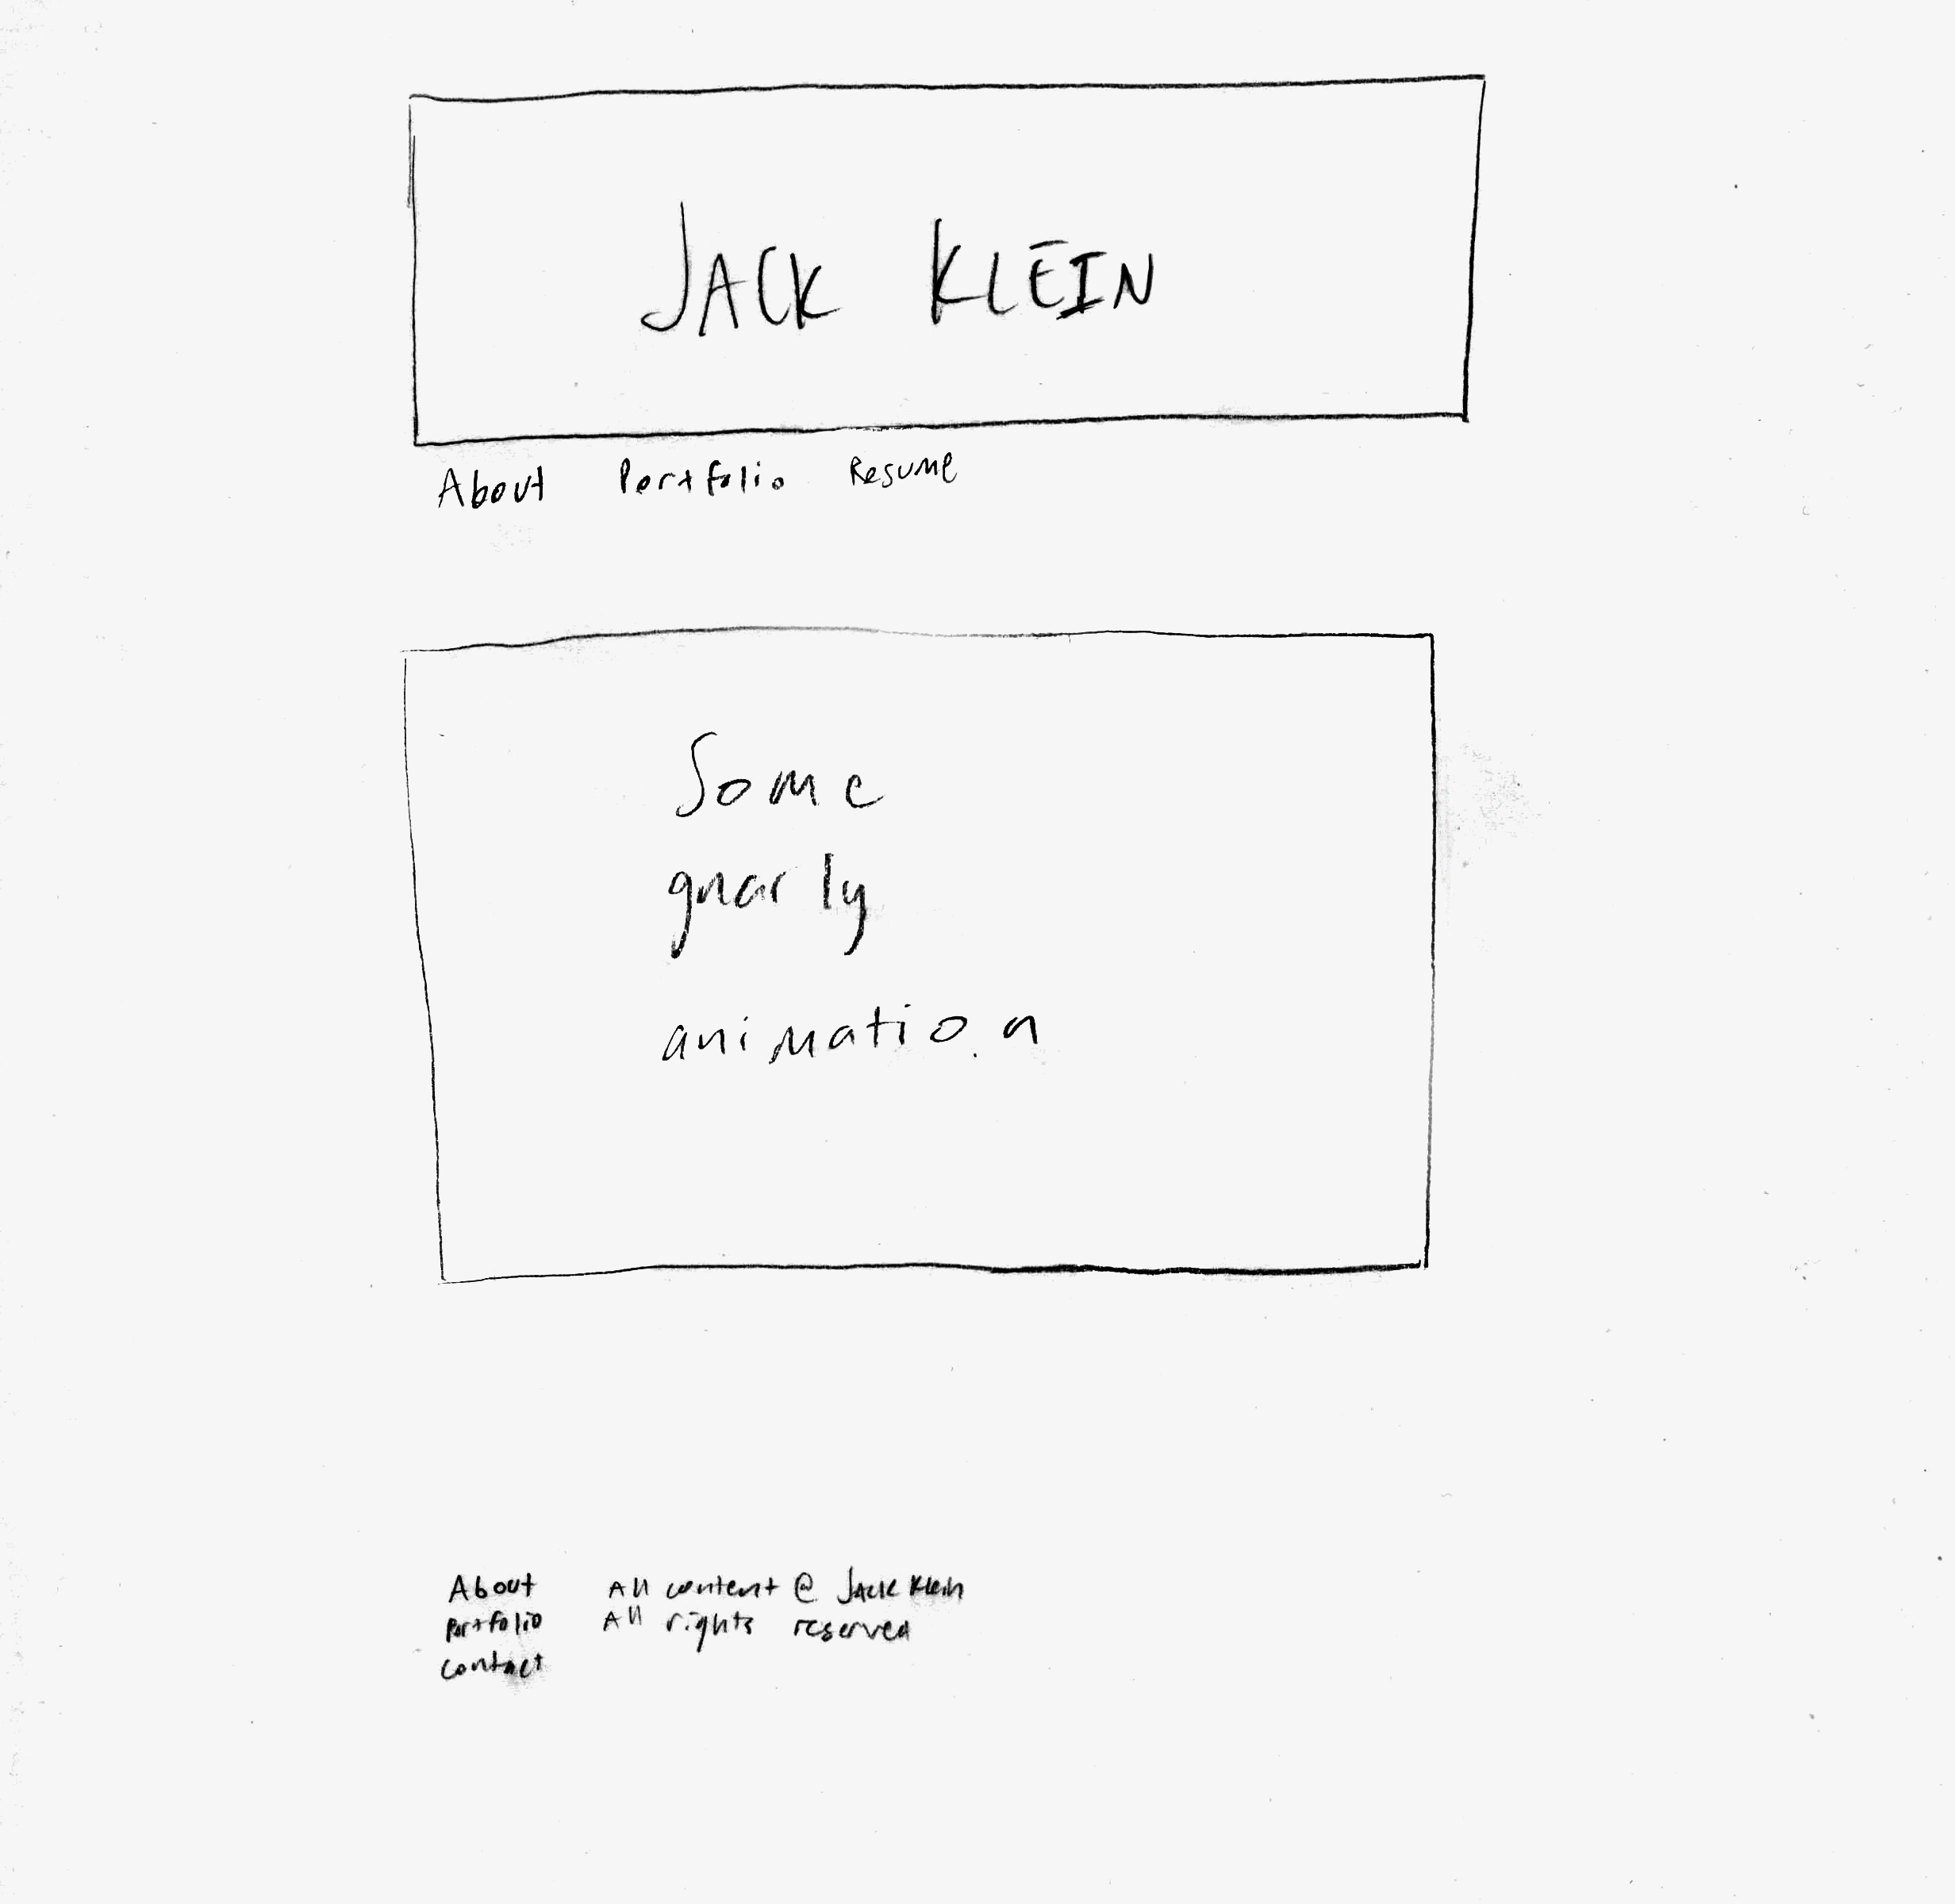 JACK KLEIN
About Portfolio Resume
Some
gnarly
animation
About All content @ Jack Klein
Portfolio All rights reserved
Contact